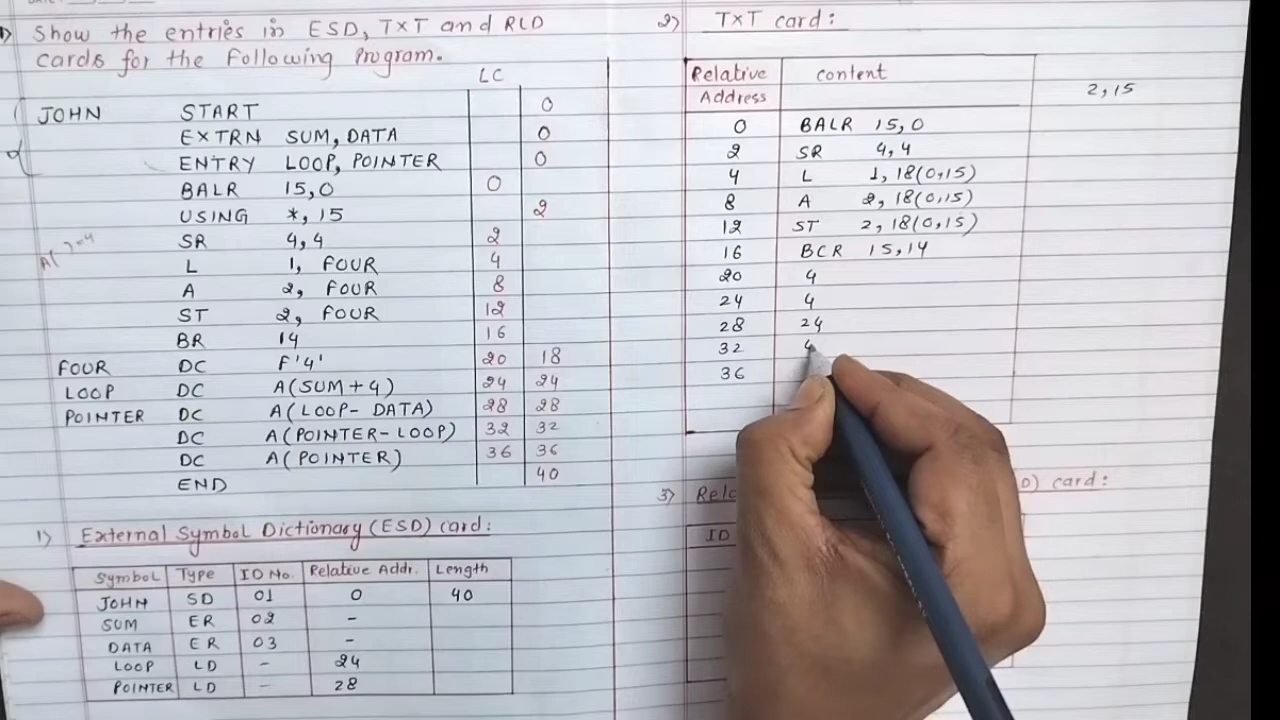 1) Show the entries in ESD, TXT and RLD
cards for the Following Program.
LC
JOHN START 0
EXTRN SUM, DATA 0
ENTRY LOOP, POINTER 0
BALR 15,0 0
USING *, 15 2
SR 4,4 2
L 1, FOUR 4
A 2, FOUR 8
ST 2, FOUR 12
BR 14 16
FOUR DC F'4' 20 18
LOOP DC A(SUM+4) 24 24
POINTER DC A(LOOP-DATA) 28 28
DC A(POINTER-LOOP) 32 32
DC A(POINTER) 36 36
END 40
1) External Symbol Dictionary (ESD) card:
Symbol Type ID No. Relative Addr. Length
JOHN SD 01 0 40
SUM ER 02 -
DATA ER 03 -
LOOP LD - 24
POINTER LD - 28
2) TXT card:
Relative Address content
2,15
0 BALR 15,0
2 SR 4,4
4 L 1,18(0,15)
8 A 2,18(0,15)
12 ST 2,18(0,15)
16 BCR 15,14
20 4
24 4
28 24
32 4
36
3) card:
ID